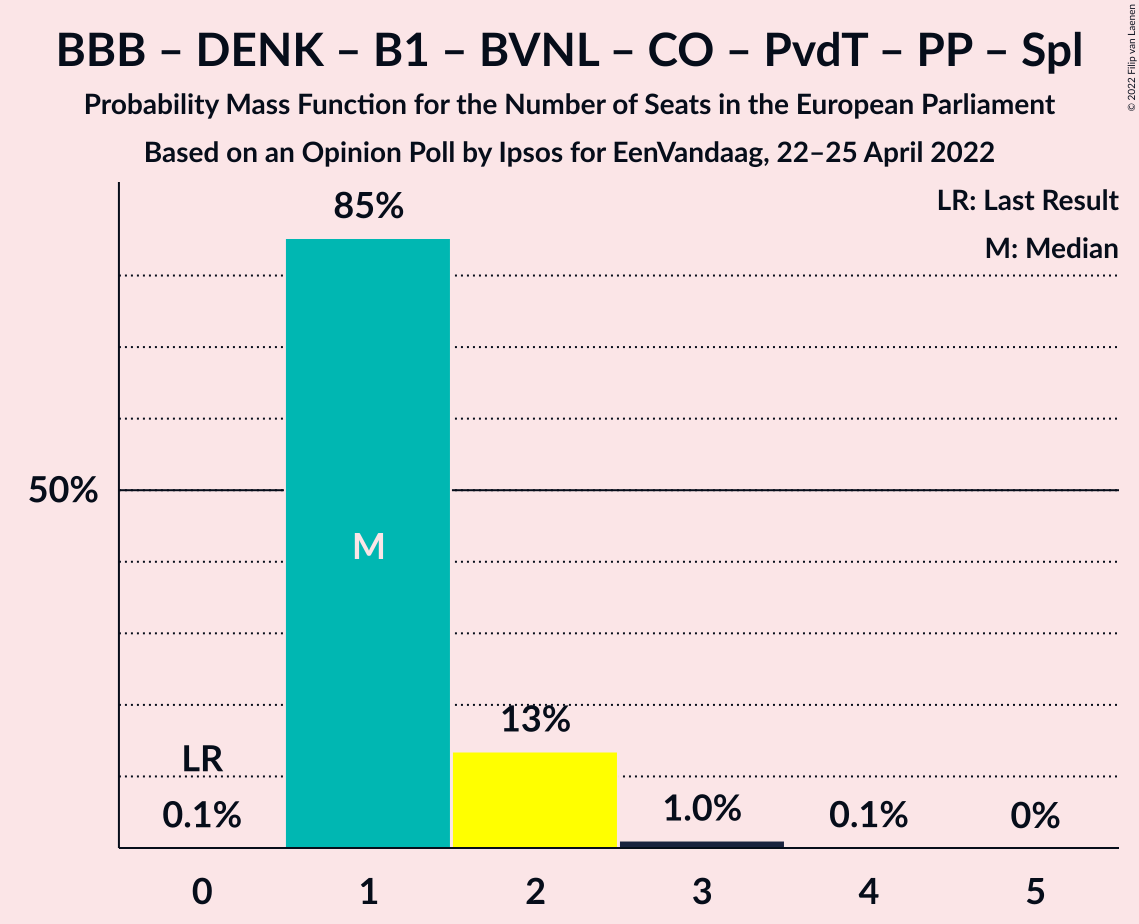 BBB – DENK – B1 – BVNL – CO – PvdT – PP – Spl
Probability Mass Function for the Number of Seats in the European Parliament
Based on an Opinion Poll by Ipsos for EenVandaag, 22–25 April 2022
© 2022 Filip van Laenen
LR: Last Result
M: Median
85%
50%
M
13%
LR
0.1%
1.0%
0.1%
0%
0 1 2 3 4 5